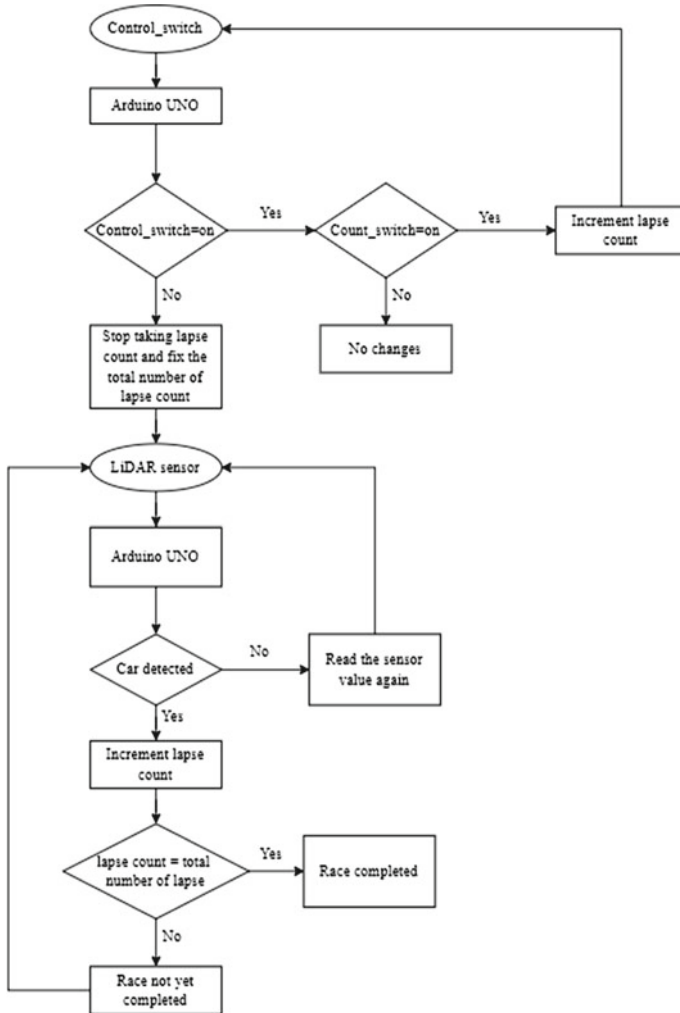 Control_switch
Arduino UNO
Control_switch=on
Yes
Count_switch=on
Yes
Increment lapse
count
No
No
Stop taking lapse
count and fix the
total number of
lapse count
No changes
LiDAR sensor
Arduino UNO
Car detected
No
Read the sensor
value again
Yes
Increment lapse
count
lapse count = total
number of lapse
Yes
Race completed
No
Race not yet
completed